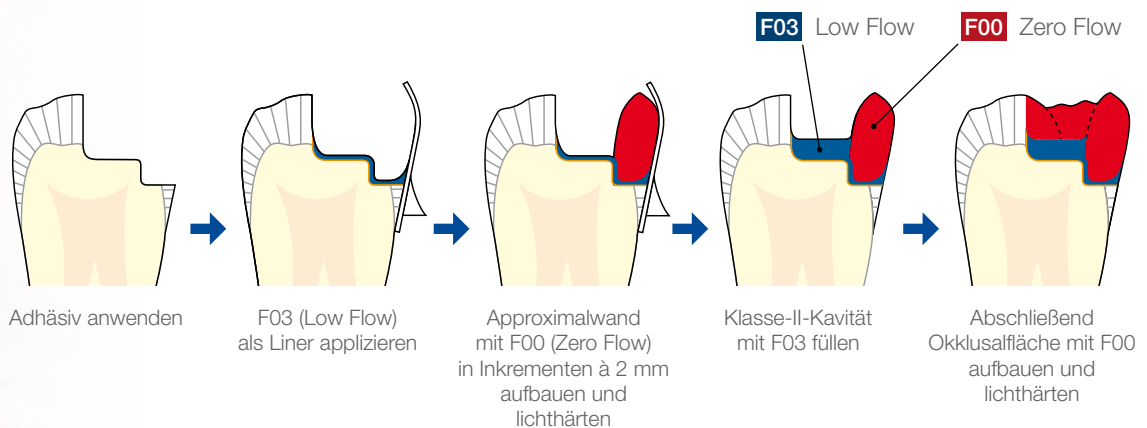 F03 Low Flow
F00 Zero Flow
Adhäsiv anwenden
F03 (Low Flow)
als Liner applizieren
Approximalwand
mit F00 (Zero Flow)
in Inkrementen à 2 mm
aufbauen und
lichthärten
Klasse-II-Kavität
mit F03 füllen
Abschließend
Okklusalfläche mit F00
aufbauen und
lichthärten